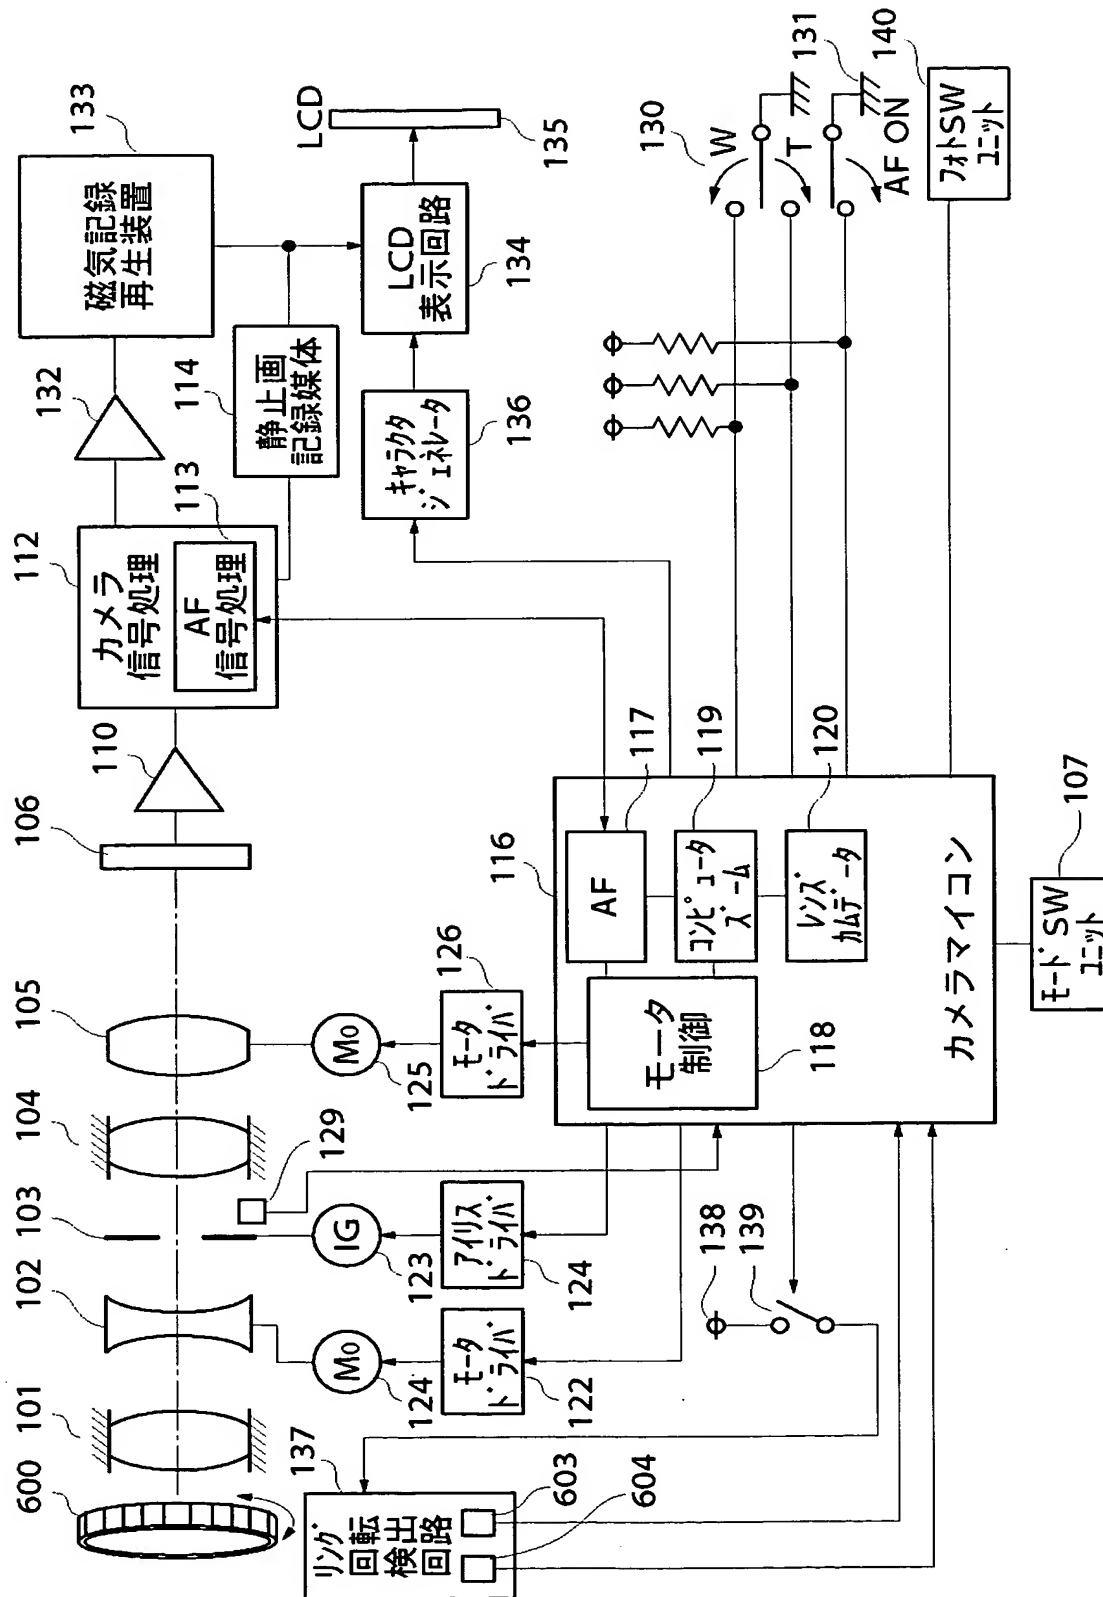 600
101
102
103
104
105
106
110
112
カメラ
信号処理
113
AF
信号処理
132
133
磁気記録
再生装置
114
静止画
記録媒体
LCD
135
LCD
表示回路
134
キャラクタ
ジェネレータ
136
129
Mo
124
モータ
ドライバ
122
IG
123
アイリス
ドライバ
124
Mo
125
モータ
ドライバ
126
137
リング
回転
検出
回路
603
604
138
139
116
AF
117
コンピュータ
ズーム
119
レンズ
カムデータ
120
モータ
制御
118
カメラマイコン
モードSW
ユニット
107
130
W
T
131
AF ON
140
フォトSW
ユニット